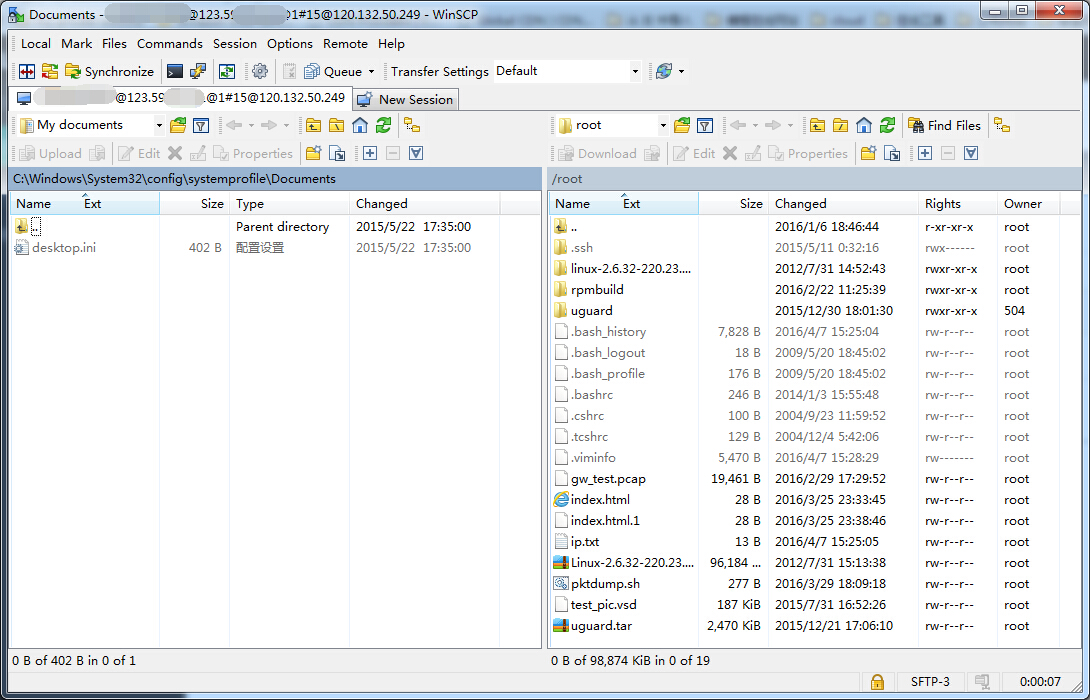 Documents - @123.59 @1#15@120.132.50.249 - WinSCP
Local Mark Files Commands Session Options Remote Help
Synchronize Queue Transfer Settings Default
@123.59 @1#15@120.132.50.249 New Session
My documents root Find Files
Upload Edit Properties Download Edit Properties
C:\Windows\System32\config\systemprofile\Documents /root
Name Ext Size Type Changed
.. Parent directory 2015/5/22 17:35:00
desktop.ini 402 B 配置设置 2015/5/22 17:35:00
Name Ext Size Changed Rights Owner
.. 2016/1/6 18:46:44 r-xr-xr-x root
.ssh 2015/5/11 0:32:16 rwx------ root
linux-2.6.32-220.23.... 2012/7/31 14:52:43 rwxr-xr-x root
rpmbuild 2016/2/22 11:25:39 rwxr-xr-x root
uguard 2015/12/30 18:01:30 rwxr-xr-x 504
.bash_history 7,828 B 2016/4/7 15:25:04 rw-r--r-- root
.bash_logout 18 B 2009/5/20 18:45:02 rw-r--r-- root
.bash_profile 176 B 2009/5/20 18:45:02 rw-r--r-- root
.bashrc 246 B 2014/1/3 15:55:48 rw-r--r-- root
.cshrc 100 B 2004/9/23 11:59:52 rw-r--r-- root
.tcshrc 129 B 2004/12/4 5:42:06 rw-r--r-- root
.viminfo 5,470 B 2016/4/7 15:28:29 rw------- root
gw_test.pcap 19,461 B 2016/2/29 17:29:52 rw-r--r-- root
index.html 28 B 2016/3/25 23:33:45 rw-r--r-- root
index.html.1 28 B 2016/3/25 23:38:46 rw-r--r-- root
ip.txt 13 B 2016/4/7 15:25:05 rw-r--r-- root
Linux-2.6.32-220.23.... 96,184 ... 2012/7/31 15:13:38 rw-r--r-- root
pktdump.sh 277 B 2016/3/29 18:09:18 rw-r--r-- root
test_pic.vsd 187 KiB 2015/7/31 16:52:26 rw-r--r-- root
uguard.tar 2,470 KiB 2015/12/21 17:06:10 rw-r--r-- root
0 B of 402 B in 0 of 1 0 B of 98,874 KiB in 0 of 19
SFTP-3 0:00:07